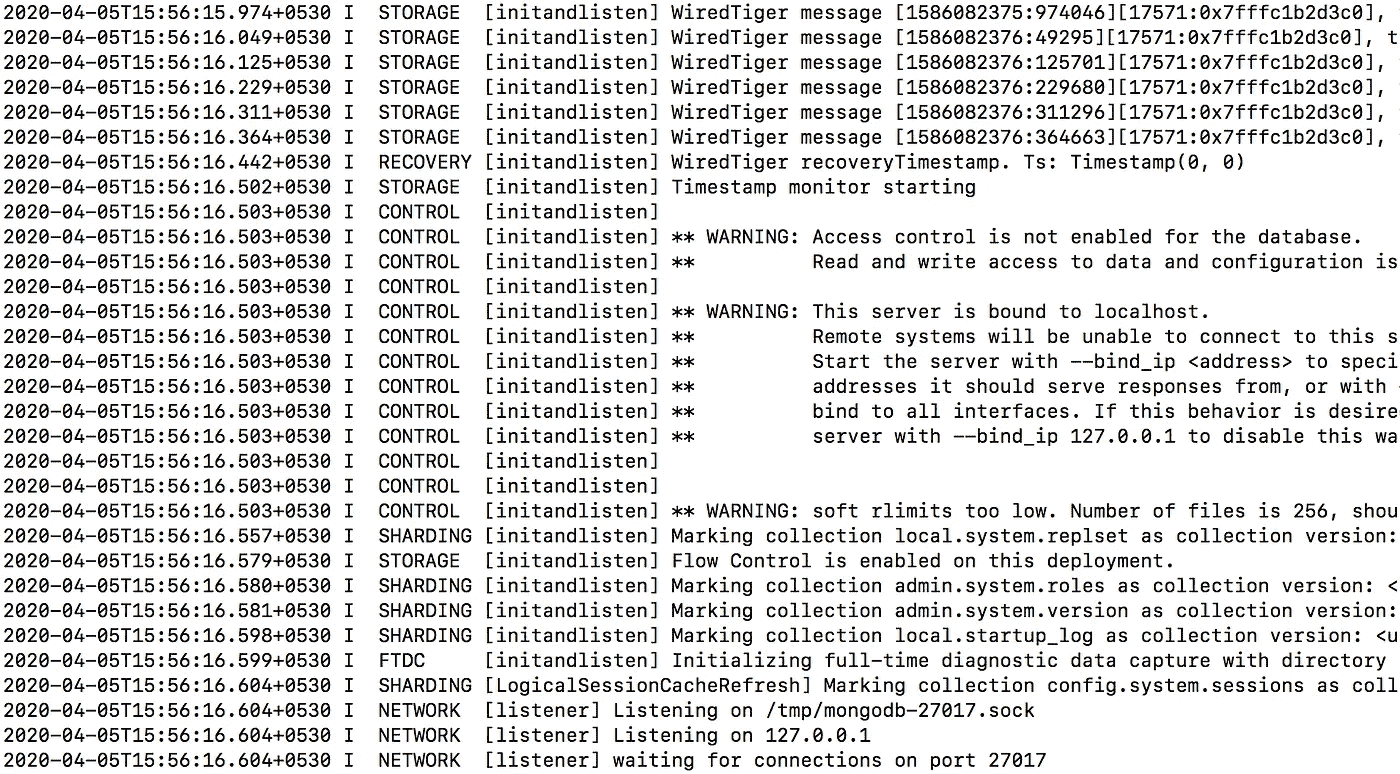 2020-04-05T15:56:15.974+0530 I  STORAGE  [initandlisten] WiredTiger message [1586082375:974046][17571:0x7fffc1b2d3c0],
2020-04-05T15:56:16.049+0530 I  STORAGE  [initandlisten] WiredTiger message [1586082376:49295][17571:0x7fffc1b2d3c0], t
2020-04-05T15:56:16.125+0530 I  STORAGE  [initandlisten] WiredTiger message [1586082376:125701][17571:0x7fffc1b2d3c0],
2020-04-05T15:56:16.229+0530 I  STORAGE  [initandlisten] WiredTiger message [1586082376:229680][17571:0x7fffc1b2d3c0],
2020-04-05T15:56:16.311+0530 I  STORAGE  [initandlisten] WiredTiger message [1586082376:311296][17571:0x7fffc1b2d3c0],
2020-04-05T15:56:16.364+0530 I  STORAGE  [initandlisten] WiredTiger message [1586082376:364663][17571:0x7fffc1b2d3c0],
2020-04-05T15:56:16.442+0530 I  RECOVERY [initandlisten] WiredTiger recoveryTimestamp. Ts: Timestamp(0, 0)
2020-04-05T15:56:16.502+0530 I  STORAGE  [initandlisten] Timestamp monitor starting
2020-04-05T15:56:16.503+0530 I  CONTROL  [initandlisten]
2020-04-05T15:56:16.503+0530 I  CONTROL  [initandlisten] ** WARNING: Access control is not enabled for the database.
2020-04-05T15:56:16.503+0530 I  CONTROL  [initandlisten] **          Read and write access to data and configuration is
2020-04-05T15:56:16.503+0530 I  CONTROL  [initandlisten]
2020-04-05T15:56:16.503+0530 I  CONTROL  [initandlisten] ** WARNING: This server is bound to localhost.
2020-04-05T15:56:16.503+0530 I  CONTROL  [initandlisten] **          Remote systems will be unable to connect to this s
2020-04-05T15:56:16.503+0530 I  CONTROL  [initandlisten] **          Start the server with --bind_ip <address> to speci
2020-04-05T15:56:16.503+0530 I  CONTROL  [initandlisten] **          addresses it should serve responses from, or with -
2020-04-05T15:56:16.503+0530 I  CONTROL  [initandlisten] **          bind to all interfaces. If this behavior is desire
2020-04-05T15:56:16.503+0530 I  CONTROL  [initandlisten] **          server with --bind_ip 127.0.0.1 to disable this wa
2020-04-05T15:56:16.503+0530 I  CONTROL  [initandlisten]
2020-04-05T15:56:16.503+0530 I  CONTROL  [initandlisten]
2020-04-05T15:56:16.503+0530 I  CONTROL  [initandlisten] ** WARNING: soft rlimits too low. Number of files is 256, shou
2020-04-05T15:56:16.557+0530 I  SHARDING [initandlisten] Marking collection local.system.replset as collection version:
2020-04-05T15:56:16.579+0530 I  STORAGE  [initandlisten] Flow Control is enabled on this deployment.
2020-04-05T15:56:16.580+0530 I  SHARDING [initandlisten] Marking collection admin.system.roles as collection version: <
2020-04-05T15:56:16.581+0530 I  SHARDING [initandlisten] Marking collection admin.system.version as collection version:
2020-04-05T15:56:16.598+0530 I  SHARDING [initandlisten] Marking collection local.startup_log as collection version: <u
2020-04-05T15:56:16.599+0530 I  FTDC     [initandlisten] Initializing full-time diagnostic data capture with directory
2020-04-05T15:56:16.604+0530 I  SHARDING [LogicalSessionCacheRefresh] Marking collection config.system.sessions as coll
2020-04-05T15:56:16.604+0530 I  NETWORK  [listener] Listening on /tmp/mongodb-27017.sock
2020-04-05T15:56:16.604+0530 I  NETWORK  [listener] Listening on 127.0.0.1
2020-04-05T15:56:16.604+0530 I  NETWORK  [listener] waiting for connections on port 27017